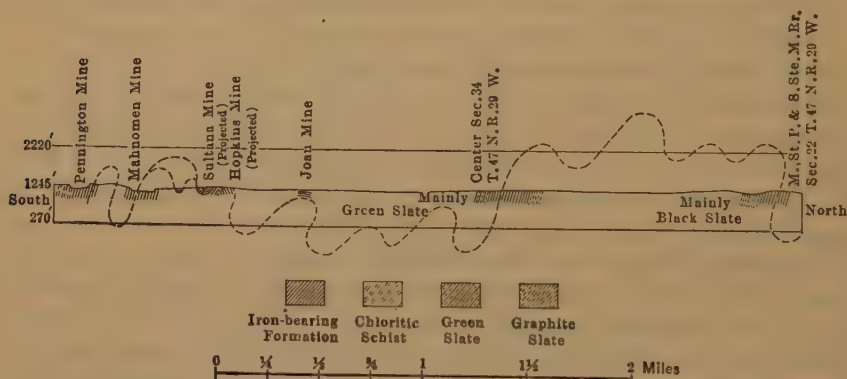 Pennington Mine
Mahnomen Mine
Sultana Mine
(Projected)
Hopkins Mine
(Projected)
Joan Mine
Center Sec.34
T.47 N.R.29 W.
M., St. P. & S. Ste. M. Rr.
Sec.22 T.47 N.R.29 W.
2220
1245
South
270
Mainly
Green Slate
Mainly
Black Slate
North
Iron-bearing
Formation
Chloritic
Schist
Green
Slate
Graphite
Slate
0 ¼ ½ ¾ 1 1½ 2 Miles